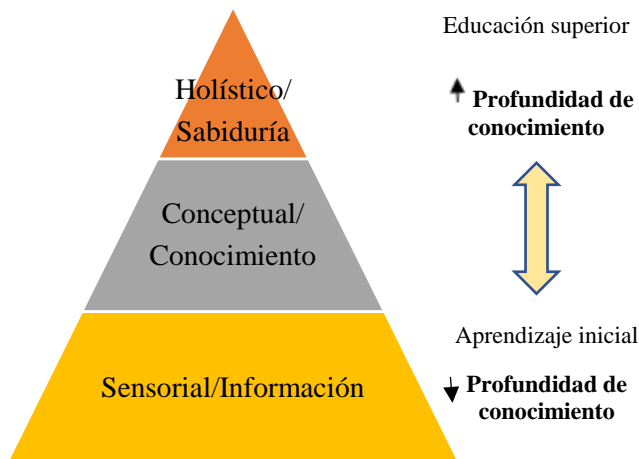 Educación superior
Holístico/
Sabiduría
Profundidad de
conocimiento
Conceptual/
Conocimiento
Aprendizaje inicial
Sensorial/Información
Profundidad de
conocimiento